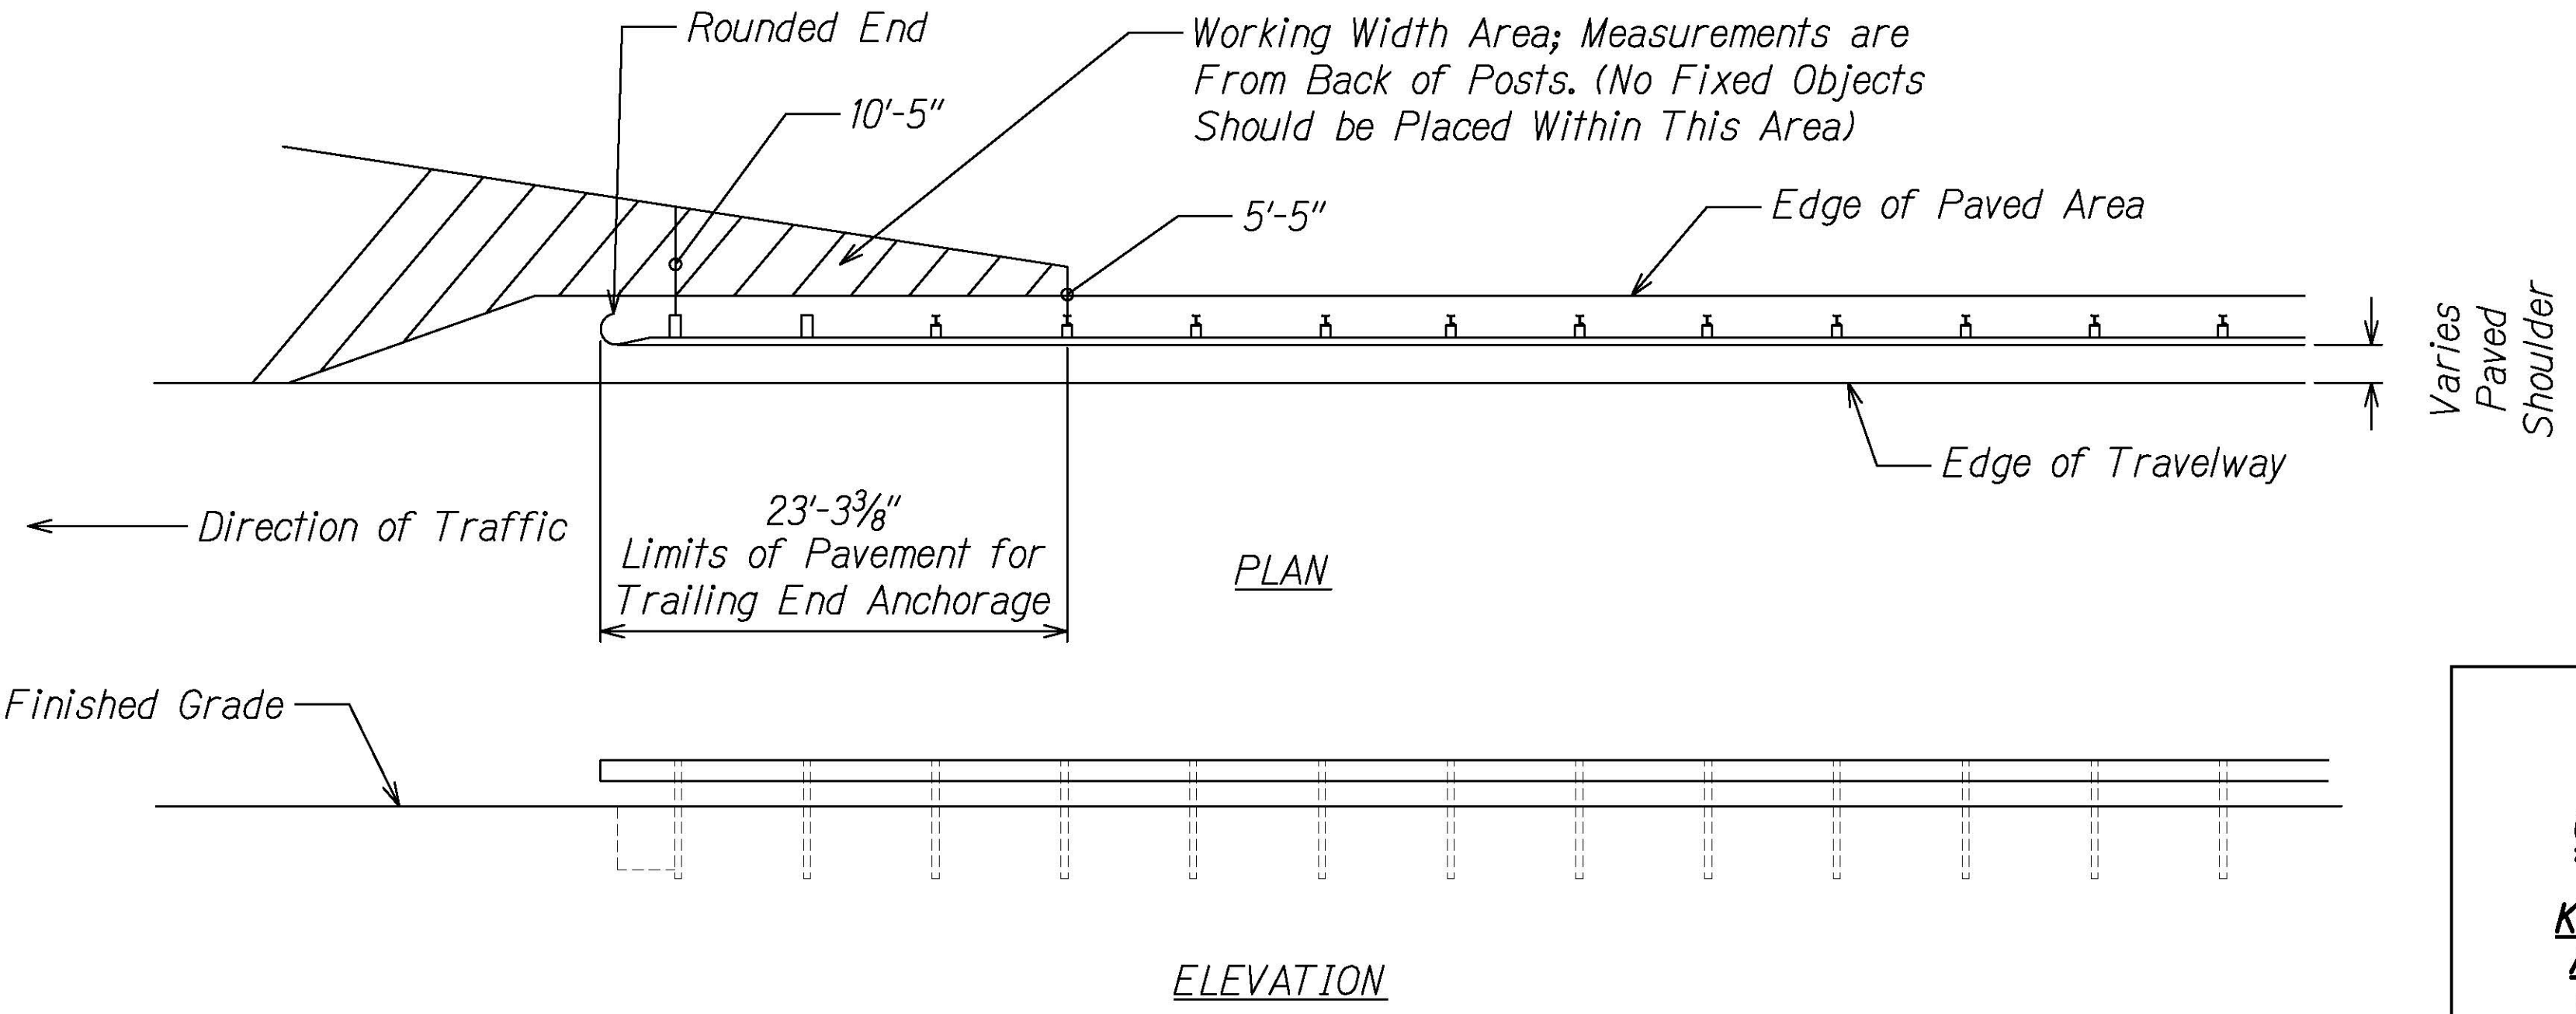 Rounded End
Working Width Area; Measurements are
From Back of Posts. (No Fixed Objects
Should be Placed Within This Area)
10'-5"
5'-5"
Edge of Paved Area
Varies
Paved
Shoulder
Edge of Travelway
Direction of Traffic
23'-3⅜"
Limits of Pavement for
Trailing End Anchorage
PLAN
Finished Grade
ELEVATION